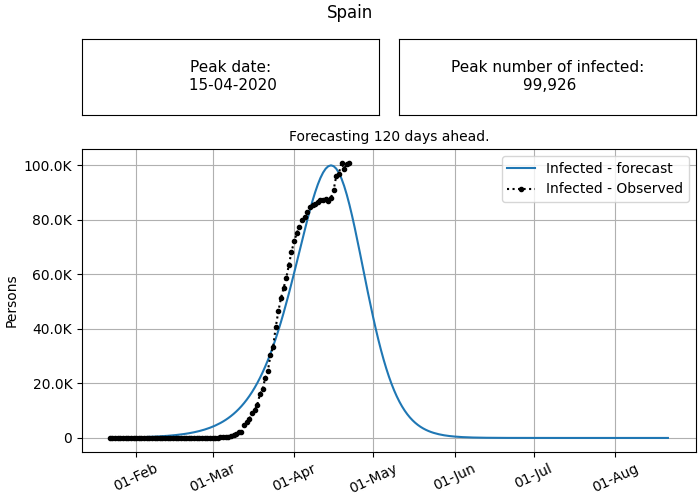 Spain
Peak date:
15-04-2020
Peak number of infected:
99,926
Forecasting 120 days ahead.
Infected - forecast
Infected - Observed
Persons
100.0K
80.0K
60.0K
40.0K
20.0K
0
01-Feb
01-Mar
01-Apr
01-May
01-Jun
01-Jul
01-Aug